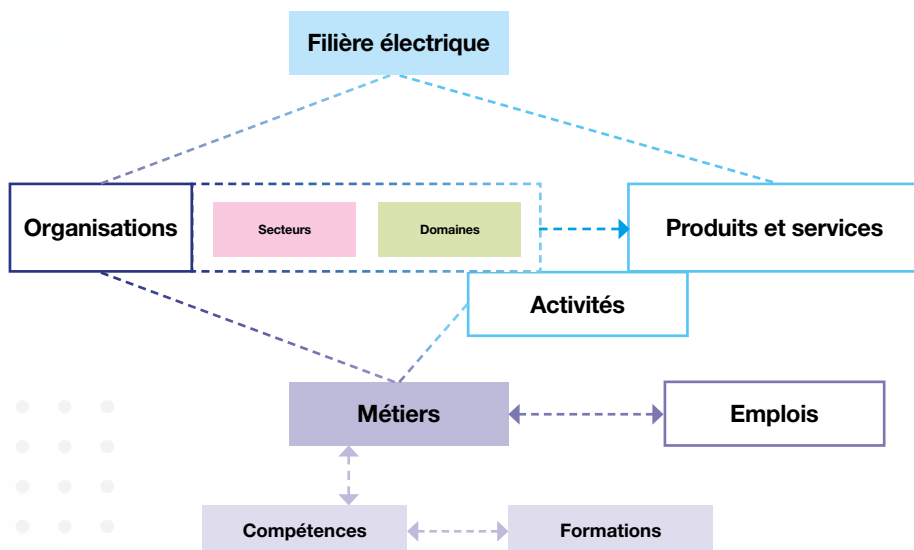 Filière électrique
Organisations
Secteurs
Domaines
Produits et services
Activités
Métiers
Emplois
Compétences
Formations